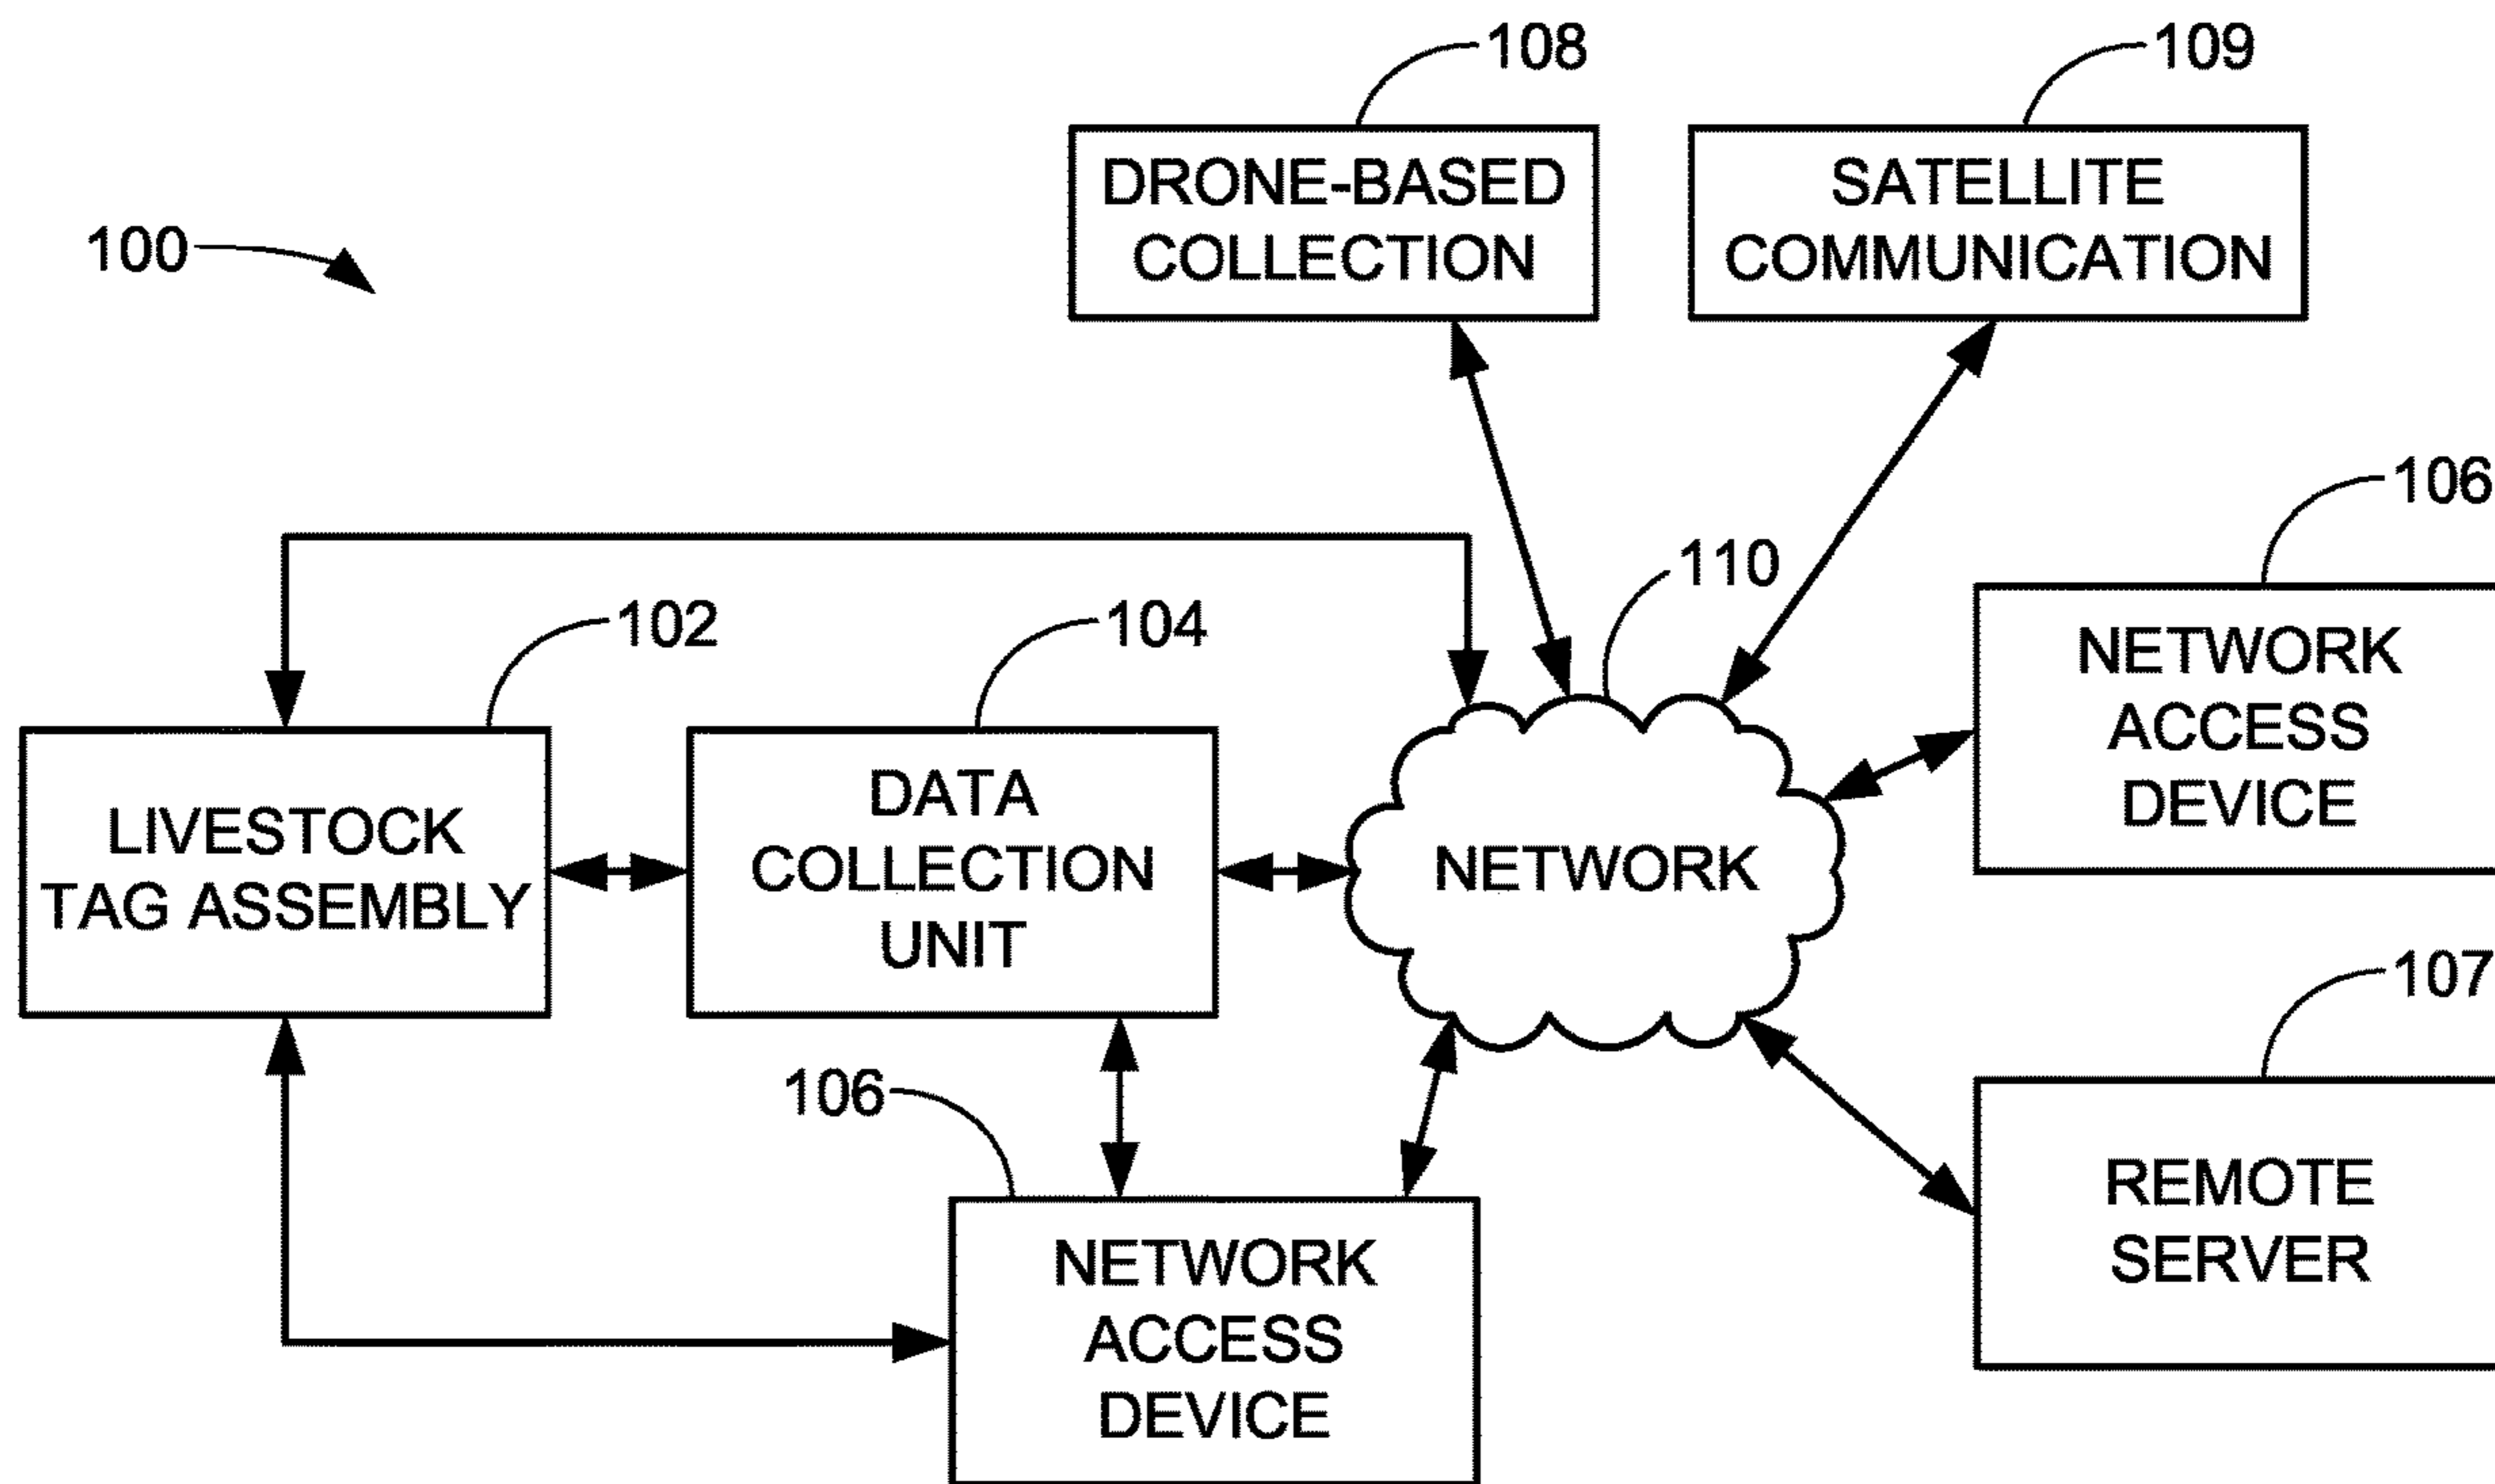 108
109
DRONE-BASED
COLLECTION
SATELLITE
COMMUNICATION
100
106
110
102
104
NETWORK
ACCESS
DEVICE
LIVESTOCK
TAG ASSEMBLY
DATA
COLLECTION
UNIT
NETWORK
107
106
REMOTE
SERVER
NETWORK
ACCESS
DEVICE